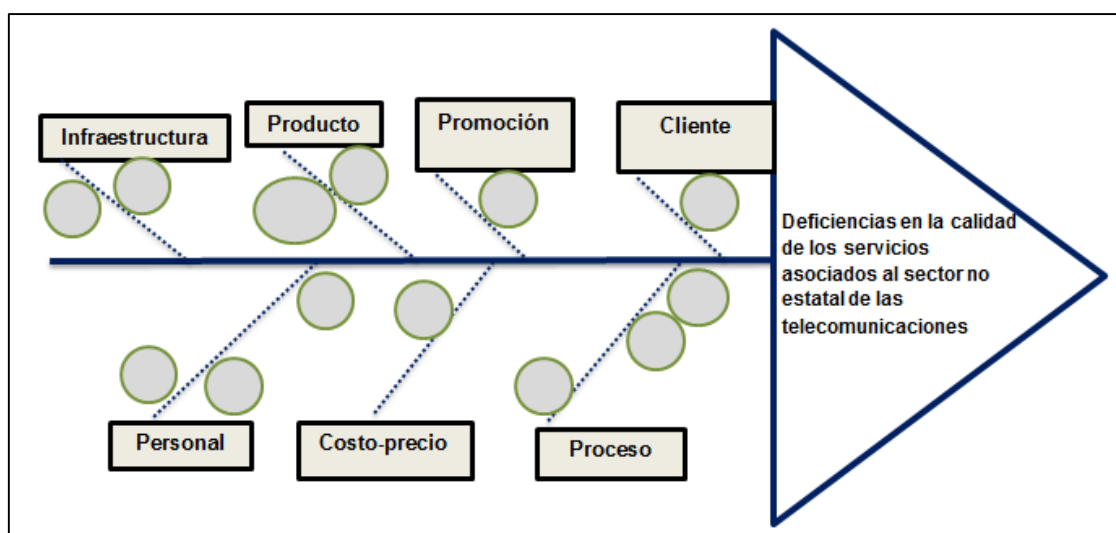 Infraestructura
Producto
Promoción
Cliente
Deficiencias en la calidad
de los servicios
asociados al sector no
estatal de las
telecomunicaciones
Personal
Costo-precio
Proceso